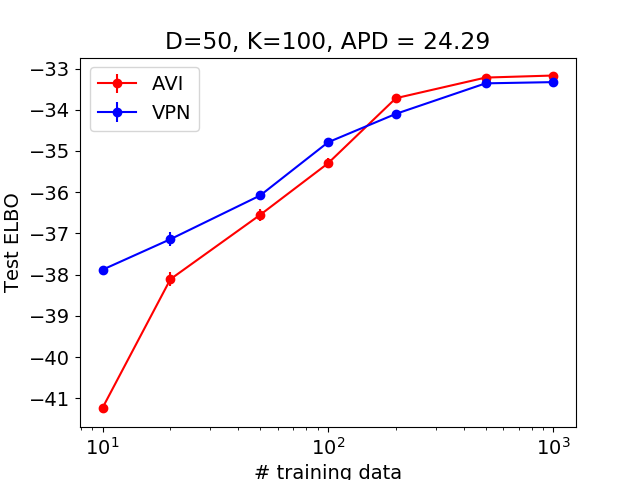 D=50, K=100, APD = 24.29
AVI
VPN
−33
−34
−35
−36
−37
−38
−39
−40
−41
Test ELBO
10¹
10²
10³
# training data